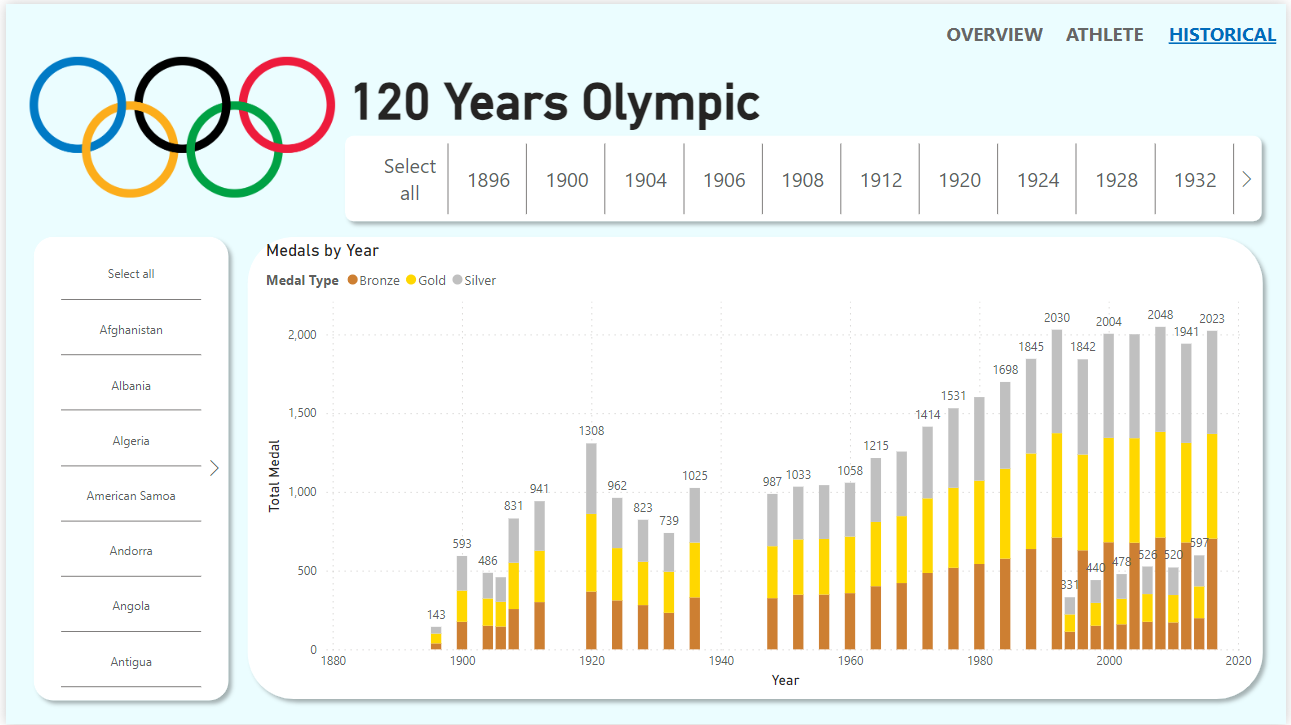 OVERVIEW ATHLETE HISTORICAL
120 Years Olympic
Select all 1896 1900 1904 1906 1908 1912 1920 1924 1928 1932
Select all
Afghanistan
Albania
Algeria
American Samoa
Andorra
Angola
Antigua
Medals by Year
Medal Type Bronze Gold Silver
Total Medal
2,000
1,500
1,000
500
0
143
593
486
831
941
1308
962
823
739
1025
987
1033
1058
1215
1414
1531
1698
1845
2030
331
1842
440
2004
478
526
2048
520
1941
597
2023
1880 1900 1920 1940 1960 1980 2000 2020
Year